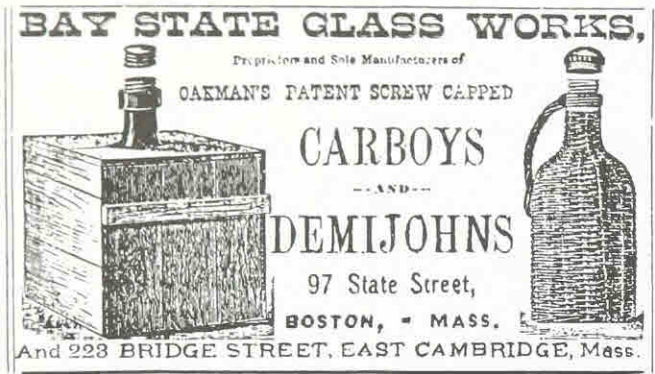 BAY STATE GLASS WORKS,
Proprietors and Sole Manufacturers of
OAKMAN'S PATENT SCREW CAPPED
CARBOYS
--AND--
DEMIJOHNS
97 State Street,
BOSTON, - MASS.
And 223 BRIDGE STREET, EAST CAMBRIDGE, Mass.